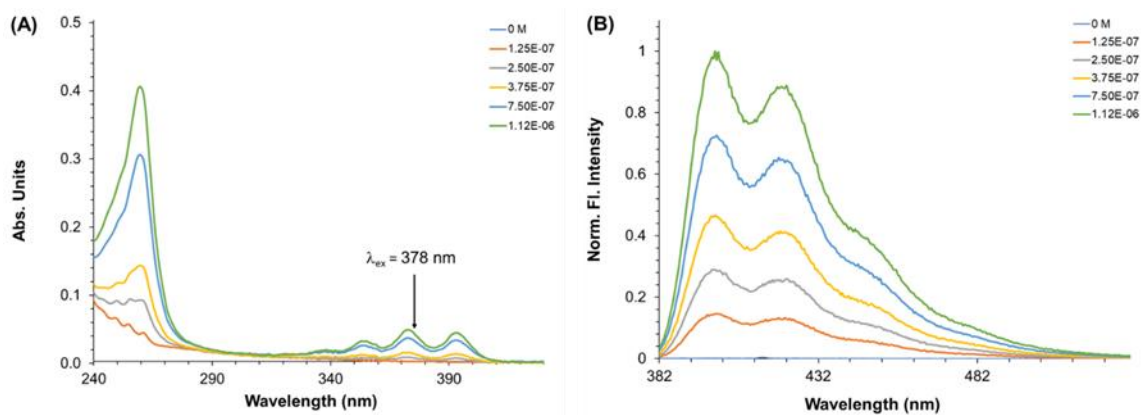 (A)
0.5
0.4
0.3
0.2
0.1
0.0
Abs. Units
240
290
340
390
Wavelength (nm)
λex = 378 nm
0 M
1.25E-07
2.50E-07
3.75E-07
7.50E-07
1.12E-06
(B)
1
0.8
0.6
0.4
0.2
0
Norm. Fl. Intensity
382
432
482
Wavelength (nm)
0 M
1.25E-07
2.50E-07
3.75E-07
7.50E-07
1.12E-06